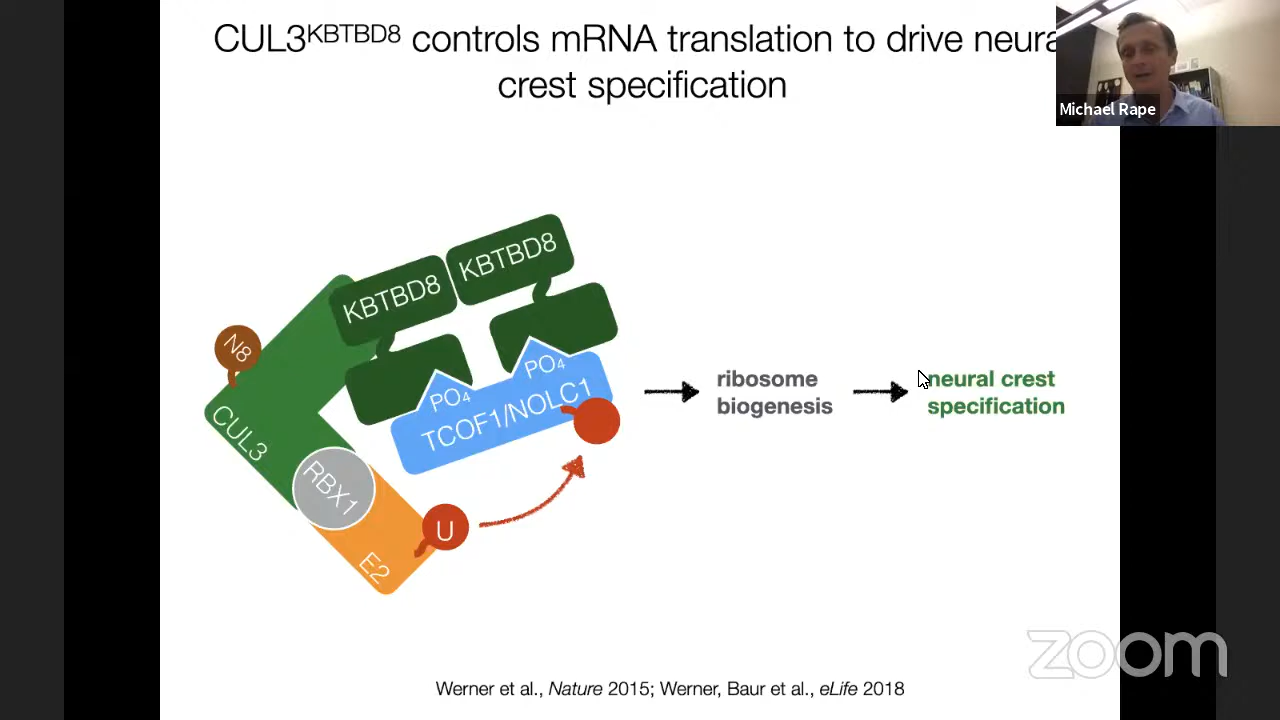 CUL3KBTBD8 controls mRNA translation to drive neura
crest specification
Michael Rape
KBTBD8
KBTBD8
N8
PO4
PO4
TCOF1/NOLC1
CUL3
RBX1
E2
U
ribosome
biogenesis
neural crest
specification
zoom
Werner et al., Nature 2015; Werner, Baur et al., eLife 2018